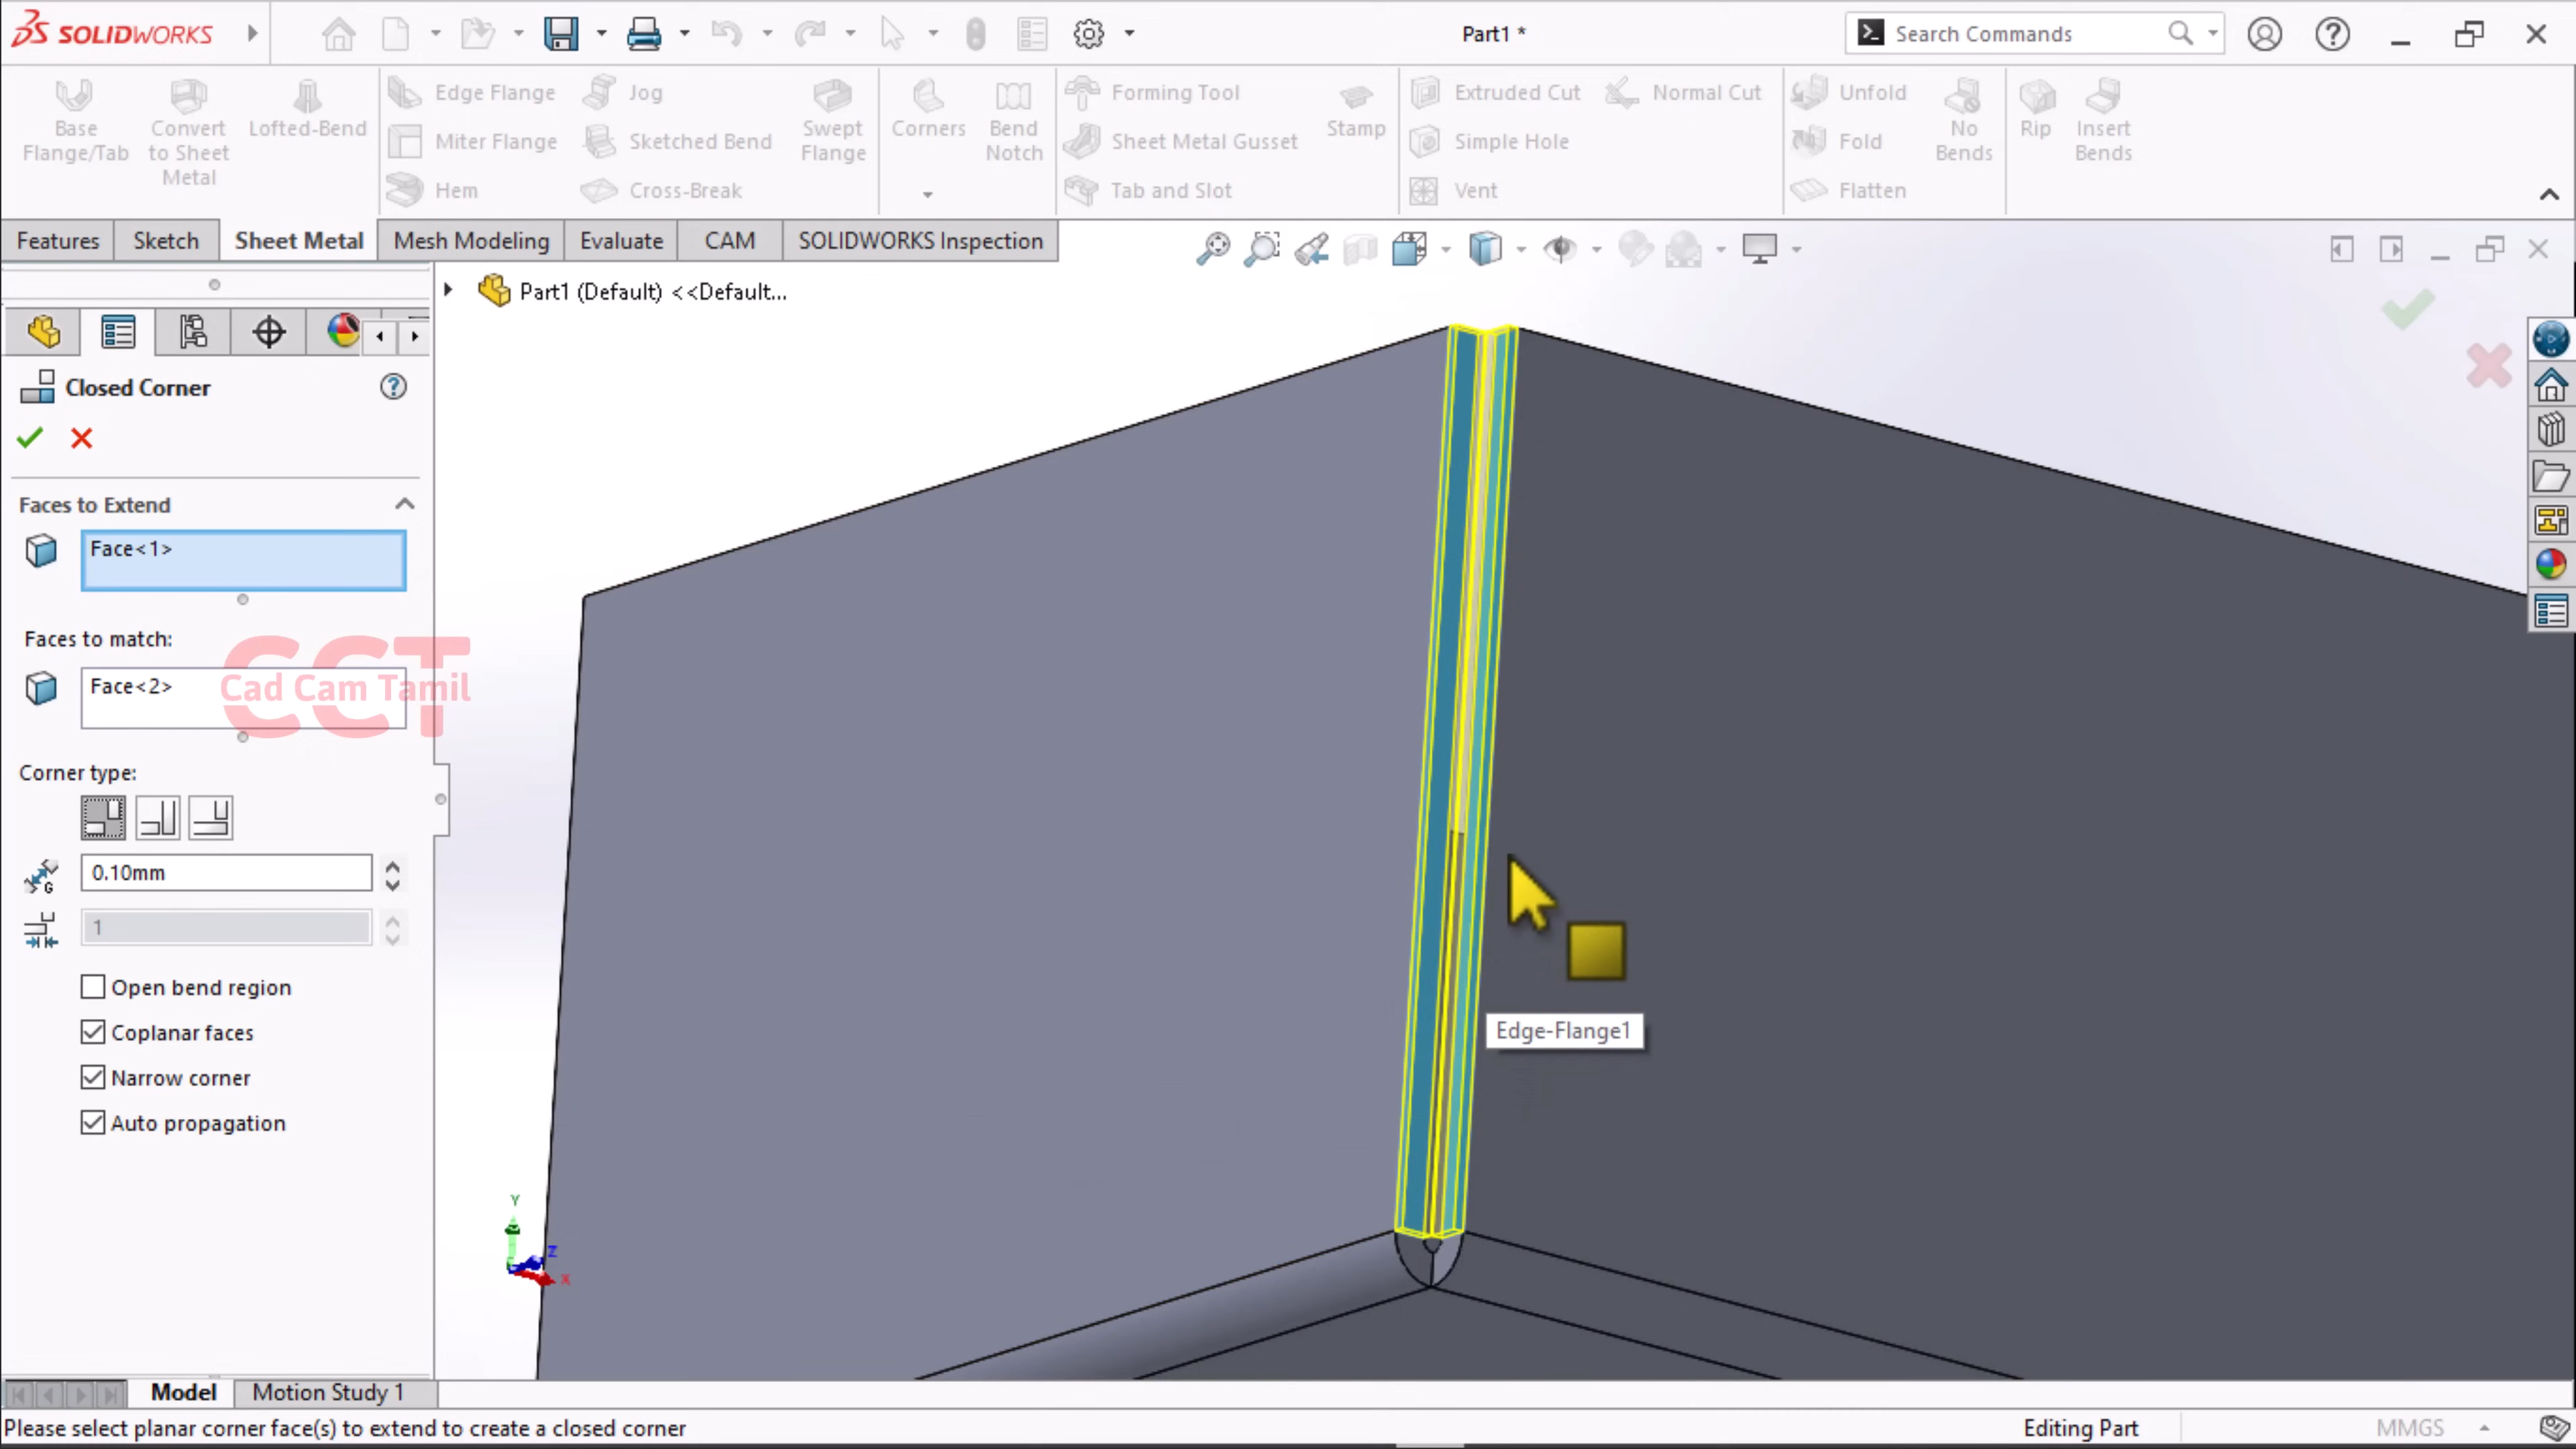 SOLIDWORKS
Part1 *
Search Commands
Base
Flange/Tab
Convert
to Sheet
Metal
Lofted-Bend
Edge Flange
Miter Flange
Hem
Jog
Sketched Bend
Cross-Break
Swept
Flange
Corners
Bend
Notch
Forming Tool
Sheet Metal Gusset
Tab and Slot
Stamp
Extruded Cut
Simple Hole
Vent
Normal Cut
Unfold
Fold
Flatten
No
Bends
Rip
Insert
Bends
Features
Sketch
Sheet Metal
Mesh Modeling
Evaluate
CAM
SOLIDWORKS Inspection
Part1 (Default) <<Default...
Closed Corner
Faces to Extend
Face<1>
Faces to match:
Face<2>
CCT
Cad Cam Tamil
Corner type:
G
0.10mm
1
Open bend region
Coplanar faces
Narrow corner
Auto propagation
Edge-Flange1
Y
Z
X
Model
Motion Study 1
Please select planar corner face(s) to extend to create a closed corner
Editing Part
MMGS